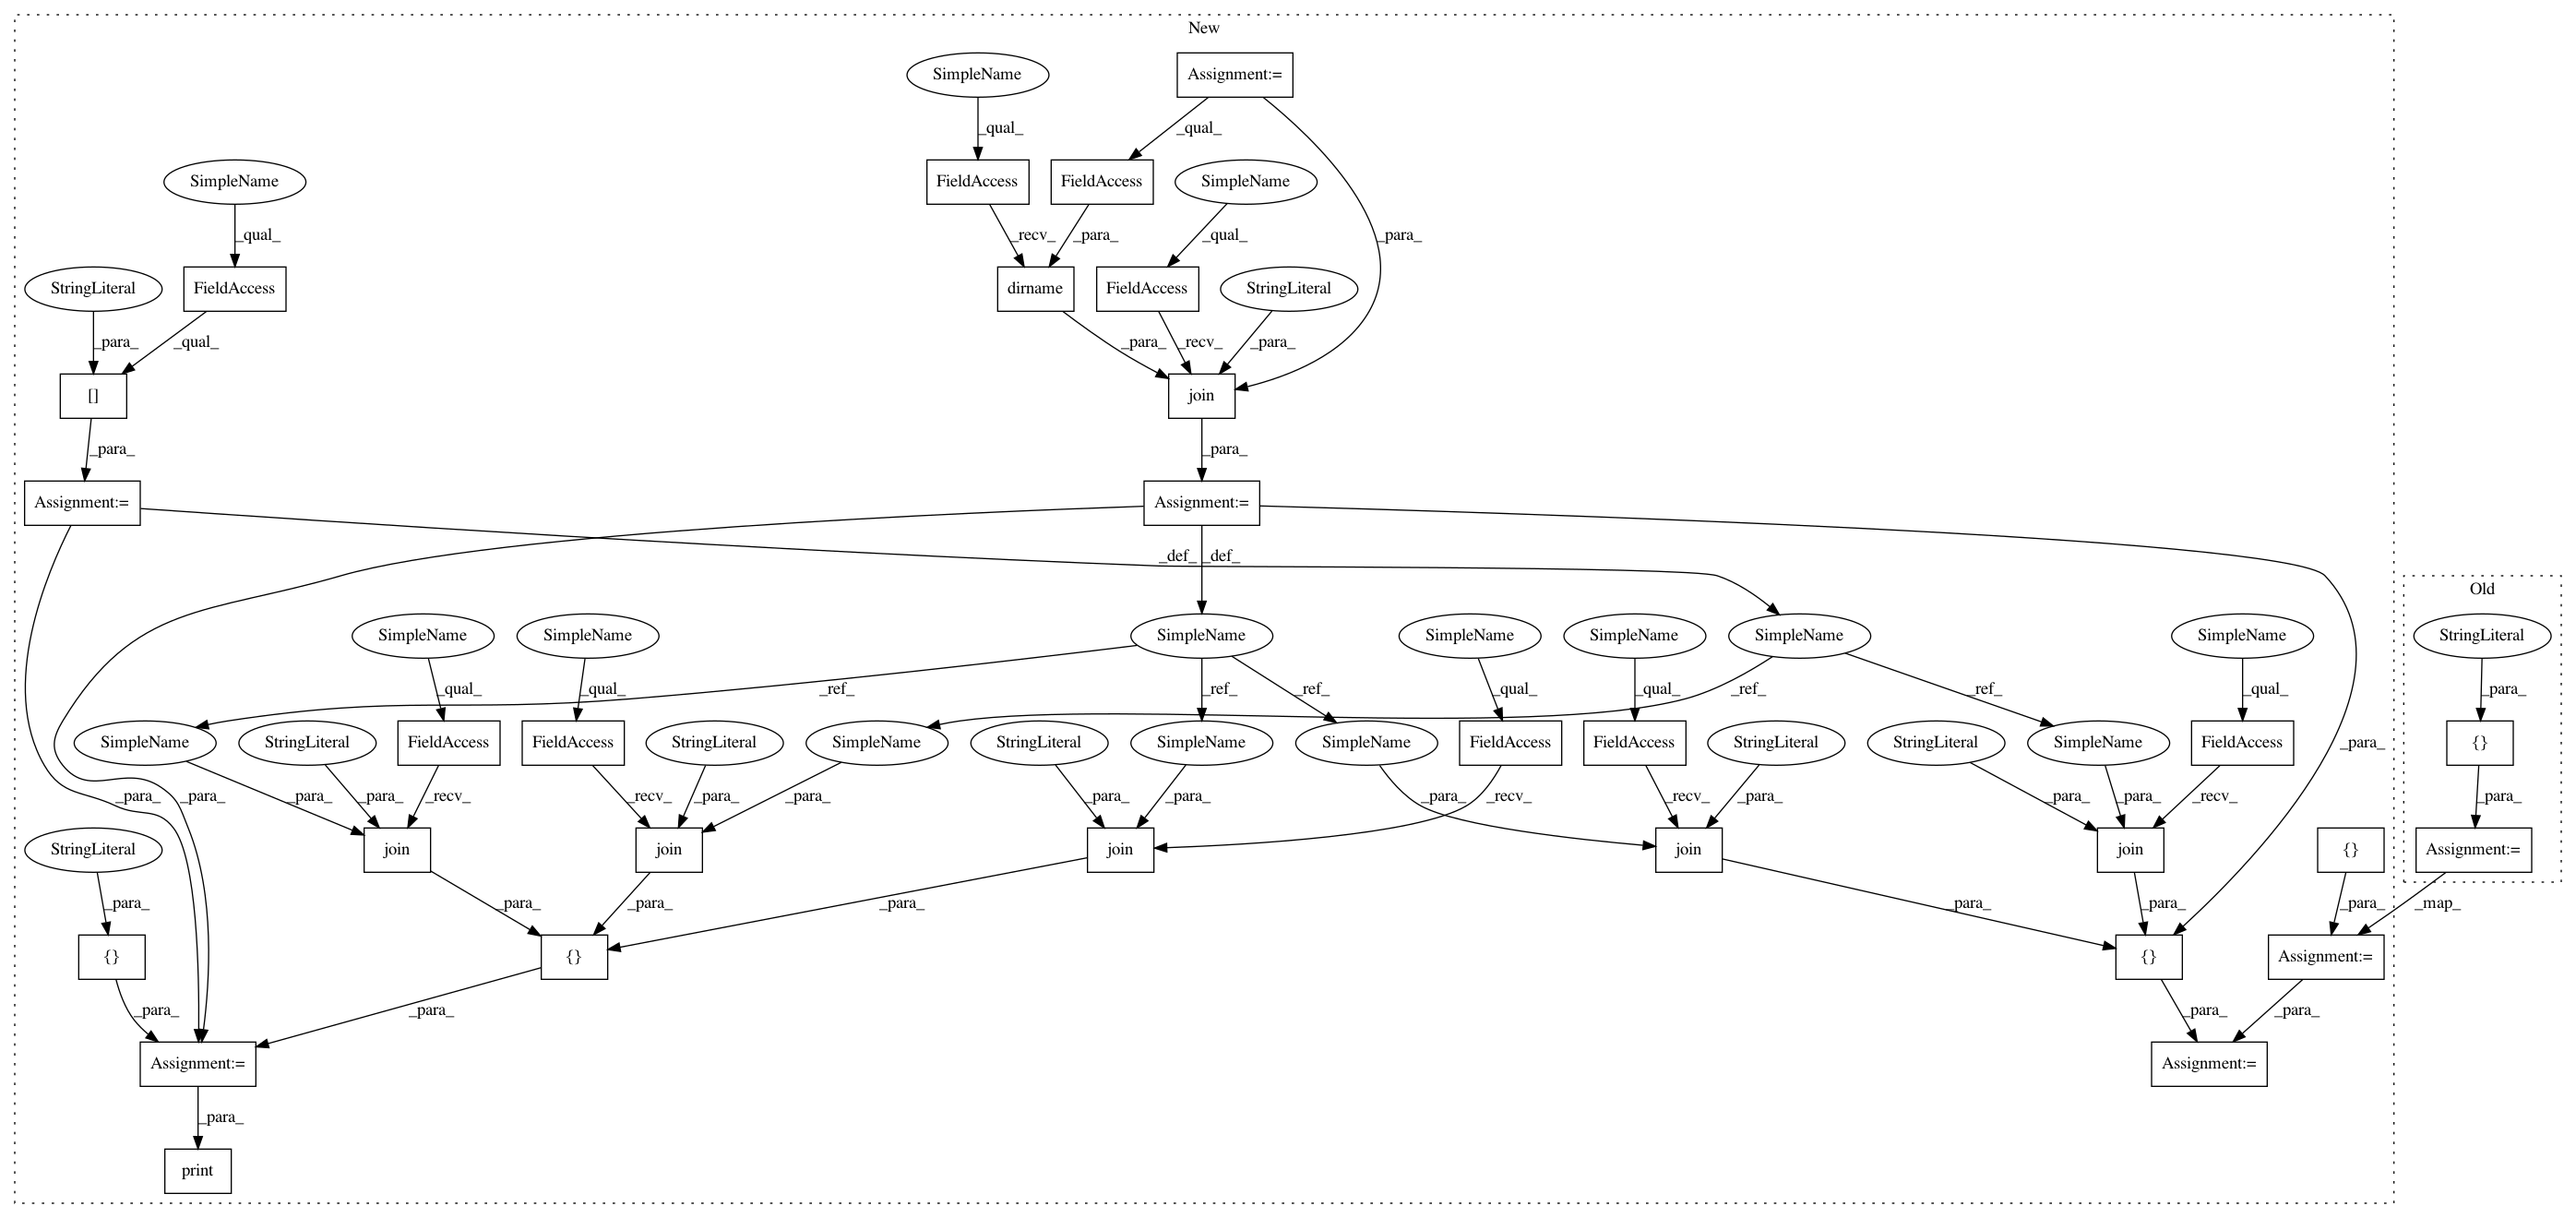 New
SimpleName
Assignment:=
_qual_
_qual_
SimpleName
FieldAccess
FieldAccess
SimpleName
_qual_
_recv_
_para_
_qual_
_para_
StringLiteral
FieldAccess
dirname
FieldAccess
StringLiteral
_para_
_qual_
_para_
_recv_
_para_
[]
join
_para_
_para_
Assignment:=
Assignment:=
_def_
_def_
Old
SimpleName
SimpleName
SimpleName
SimpleName
SimpleName
SimpleName
SimpleName
StringLiteral
_qual_
_qual_
_ref_
_ref_
_ref_
_qual_
_qual_
_ref_
_ref_
_qual_
_para_
SimpleName
StringLiteral
FieldAccess
FieldAccess
StringLiteral
SimpleName
StringLiteral
SimpleName
SimpleName
FieldAccess
FieldAccess
StringLiteral
StringLiteral
SimpleName
FieldAccess
_para_
{}
_para_
_para_
_para_
_para_
_recv_
_recv_
_para_
_para_
_para_
_para_
_para_
_recv_
_recv_
_para_
_para_
_para_
_recv_
_para_
StringLiteral
join
join
join
join
join
{}
Assignment:=
_para_
_para_
_para_
_para_
_para_
_para_
_para_
_map_
{}
{}
{}
Assignment:=
_para_
_para_
_para_
_para_
Assignment:=
Assignment:=
_para_
print